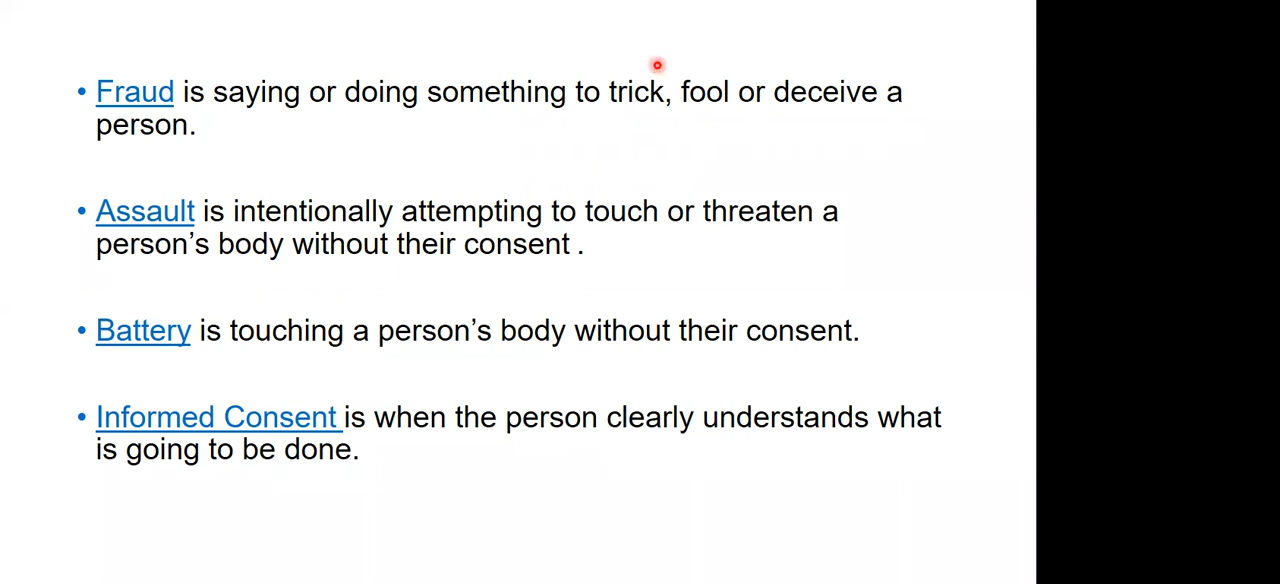 • Fraud is saying or doing something to trick, fool or deceive a
person.
• Assault is intentionally attempting to touch or threaten a
person’s body without their consent .
• Battery is touching a person’s body without their consent.
• Informed Consent is when the person clearly understands what
is going to be done.